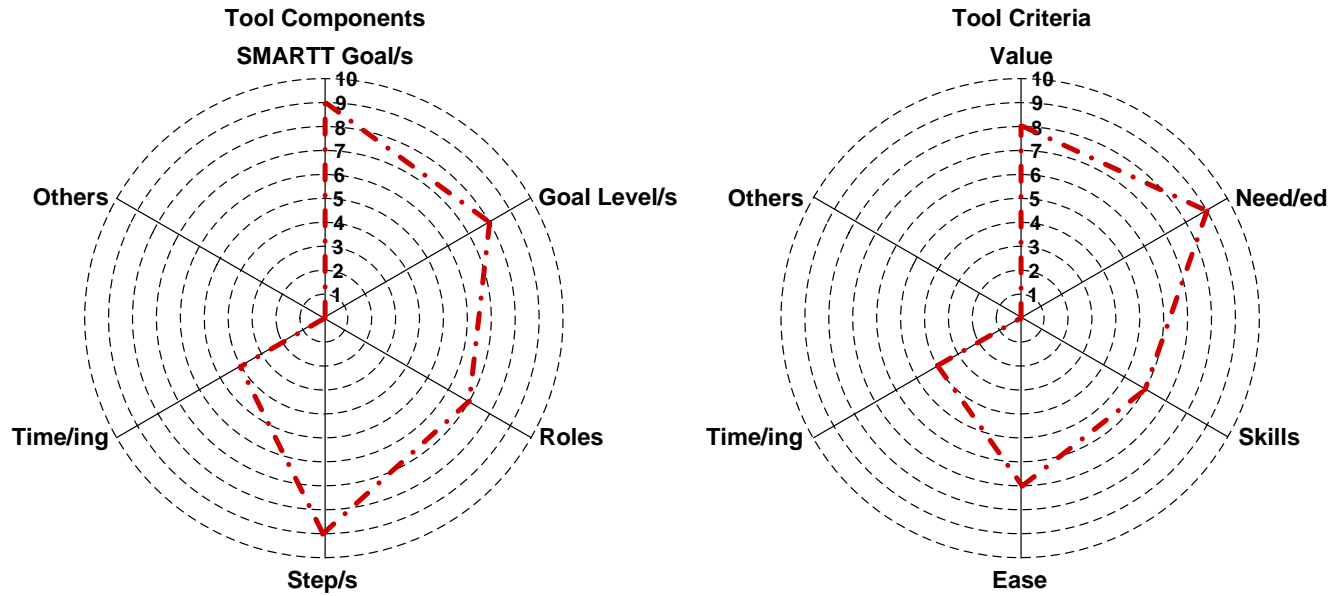 Tool Components
SMARTT Goal/s
10
9
8
7
6
5
4
3
2
1
Others
Goal Level/s
Time/ing
Roles
Step/s
Tool Criteria
Value
10
9
8
7
6
5
4
3
2
1
Others
Need/ed
Time/ing
Skills
Ease